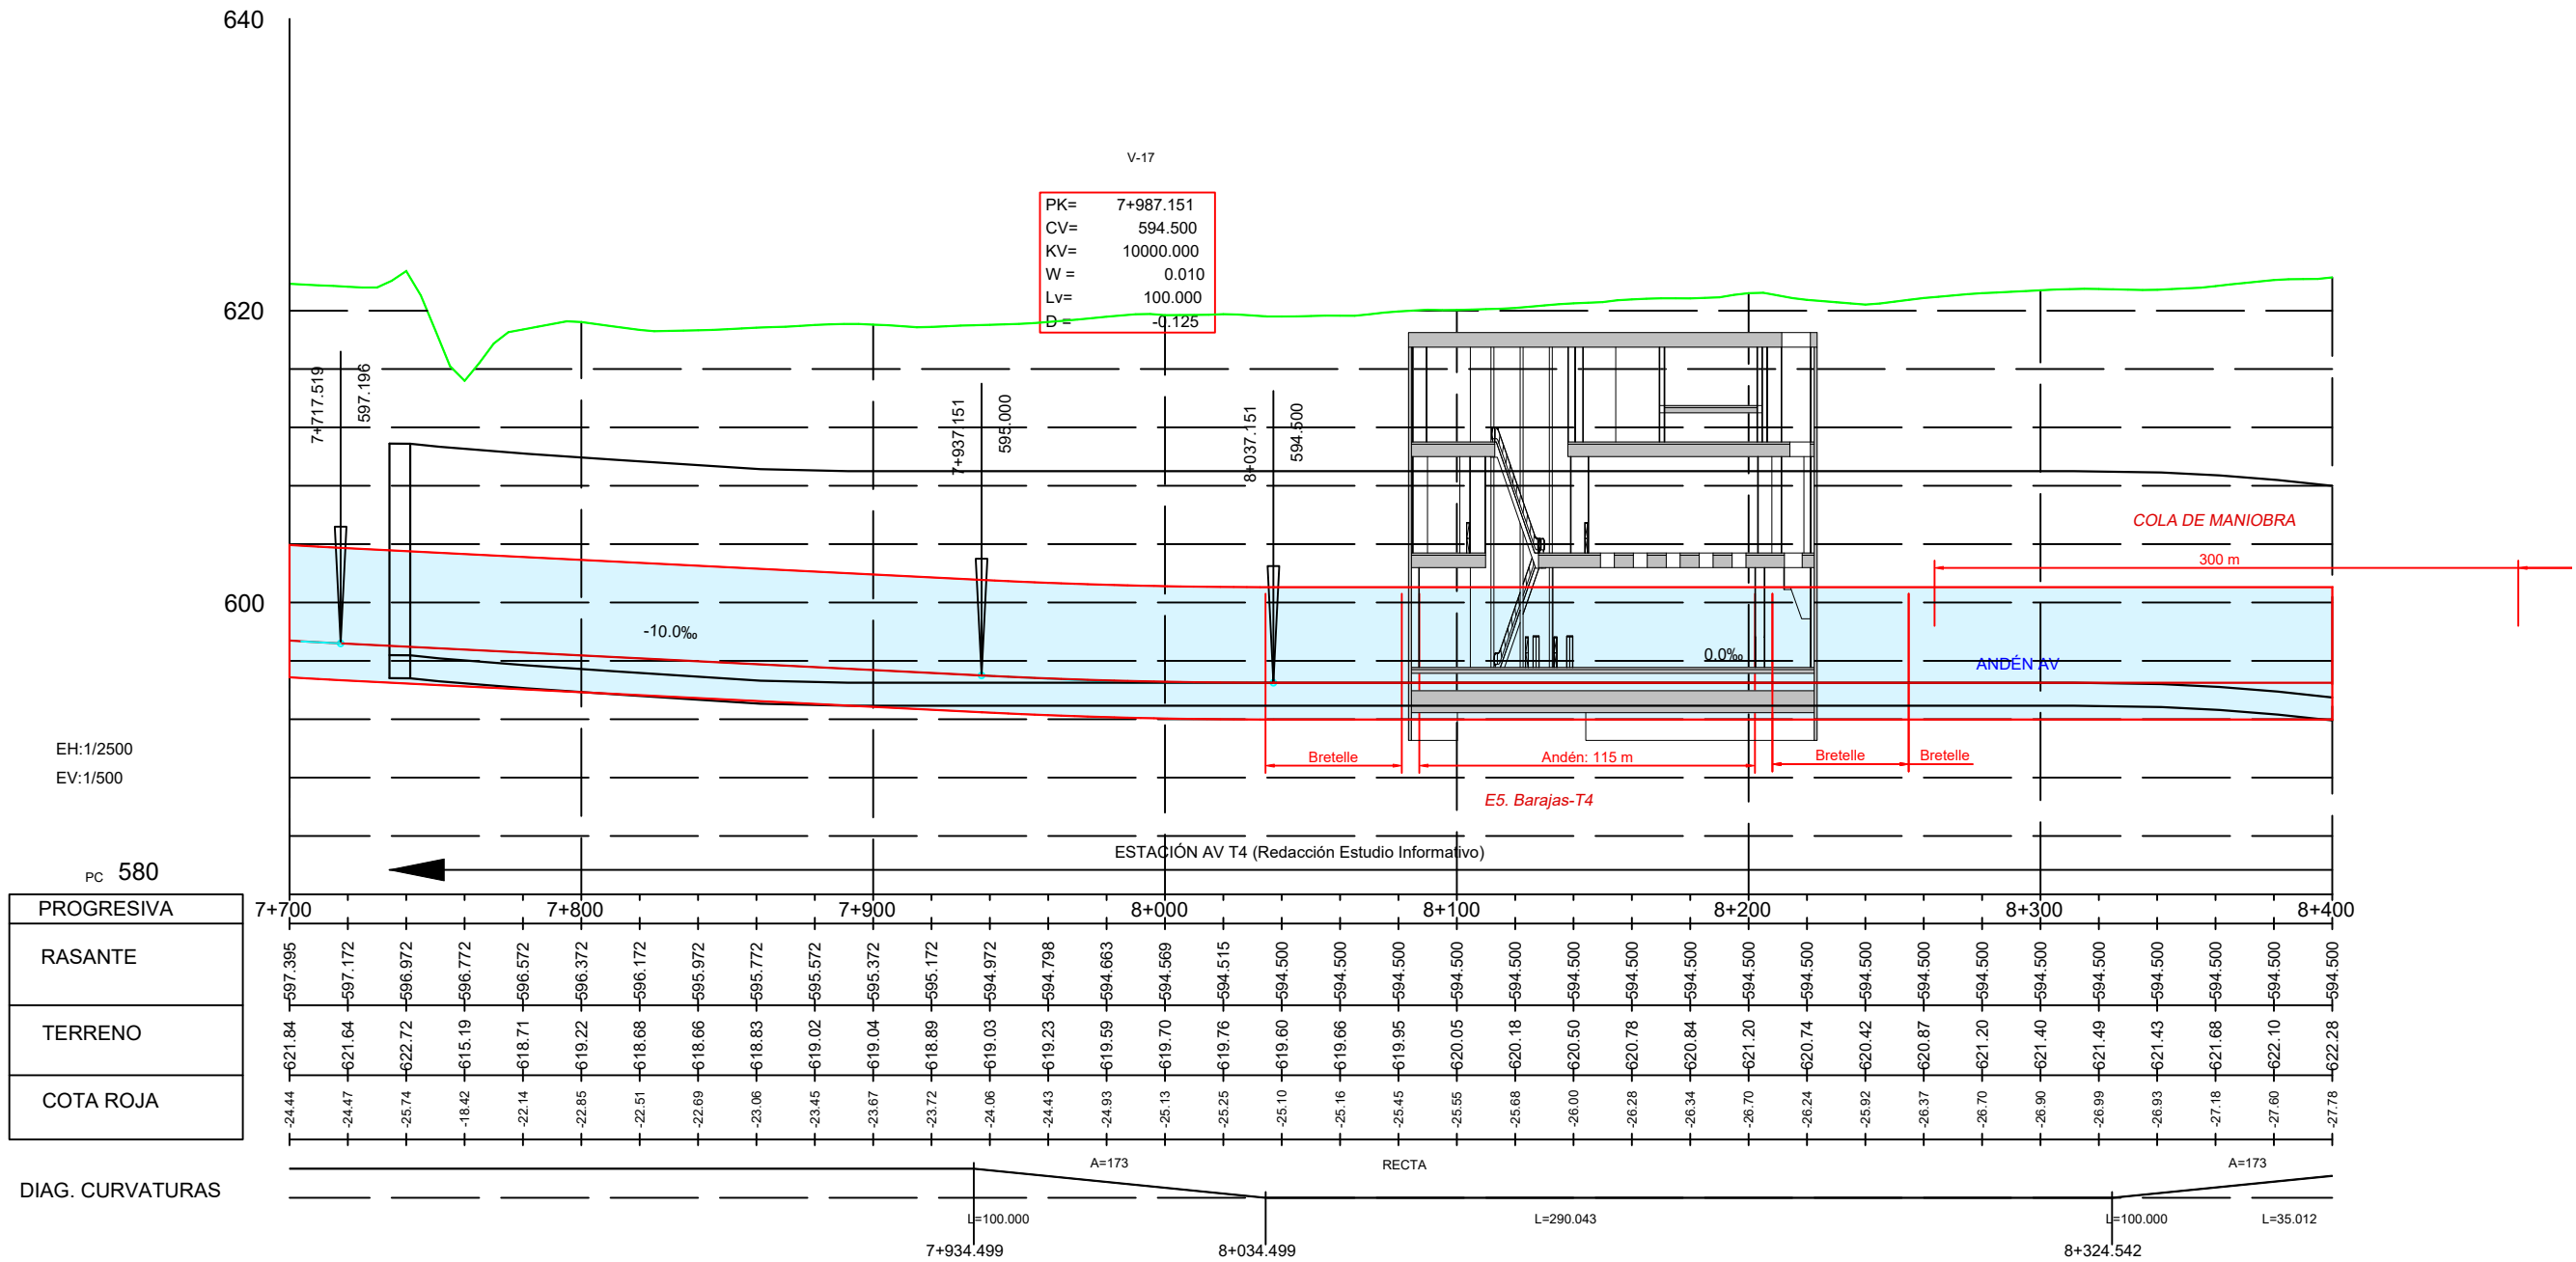 640
V-17
PK= 7+987.151
CV= 594.500
KV= 10000.000
W = 0.010
Lv= 100.000
D = -0.125
620
7+717.519
597.196
7+937.151
595.000
8+037.151
594.500
COLA DE MANIOBRA
300 m
600
-10.0‰
0.0‰
ANDÉN AV
EH:1/2500
EV:1/500
Bretelle
Andén: 115 m
Bretelle
Bretelle
E5. Barajas-T4
ESTACIÓN AV T4 (Redacción Estudio Informativo)
PC 580
PROGRESIVA 7+700 7+800 7+900 8+000 8+100 8+200 8+300 8+400
RASANTE 597.395 597.172 596.972 596.772 596.572 596.372 596.172 595.972 595.772 595.572 595.372 595.172 594.972 594.798 594.663 594.569 594.515 594.500 594.500 594.500 594.500 594.500 594.500 594.500 594.500 594.500 594.500 594.500 594.500 594.500 594.500 594.500 594.500 594.500 594.500 594.500
TERRENO 621.84 621.64 622.72 615.19 618.71 619.22 618.68 618.66 618.83 619.02 619.04 618.89 619.03 619.23 619.59 619.70 619.76 619.60 619.66 619.95 620.05 620.18 620.50 620.78 620.84 621.20 620.74 620.42 620.87 621.20 621.40 621.49 621.43 621.68 622.10 622.28
COTA ROJA -24.44 -24.47 -25.74 -18.42 -22.14 -22.85 -22.51 -22.69 -23.06 -23.45 -23.67 -23.72 -24.06 -24.43 -24.93 -25.13 -25.25 -25.10 -25.16 -25.45 -25.55 -25.68 -26.00 -26.28 -26.34 -26.70 -26.24 -25.92 -26.37 -26.70 -26.90 -26.99 -26.93 -27.18 -27.60 -27.78
A=173 RECTA A=173
DIAG. CURVATURAS
L=100.000 L=290.043 L=100.000 L=35.012
7+934.499 8+034.499 8+324.542